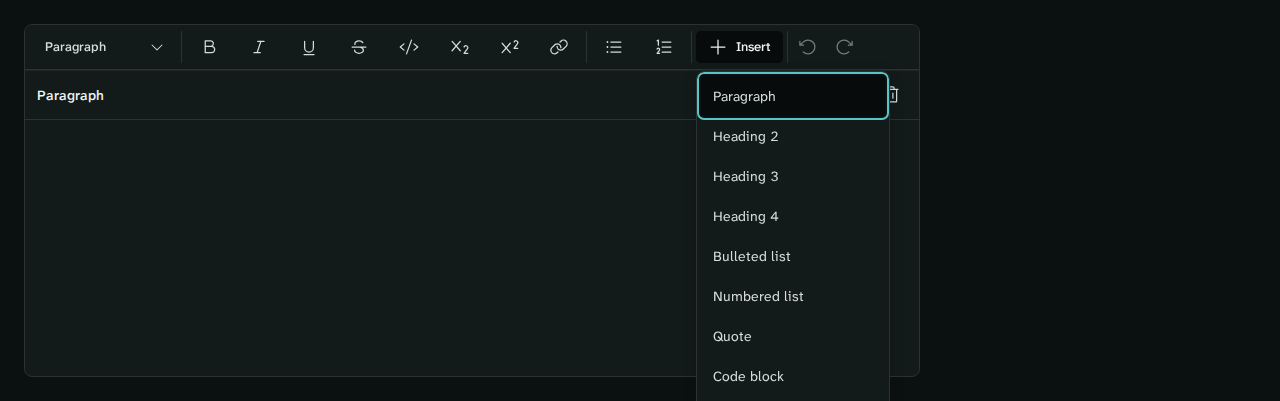 Paragraph
Insert
Paragraph
Paragraph
Heading 2
Heading 3
Heading 4
Bulleted list
Numbered list
Quote
Code block